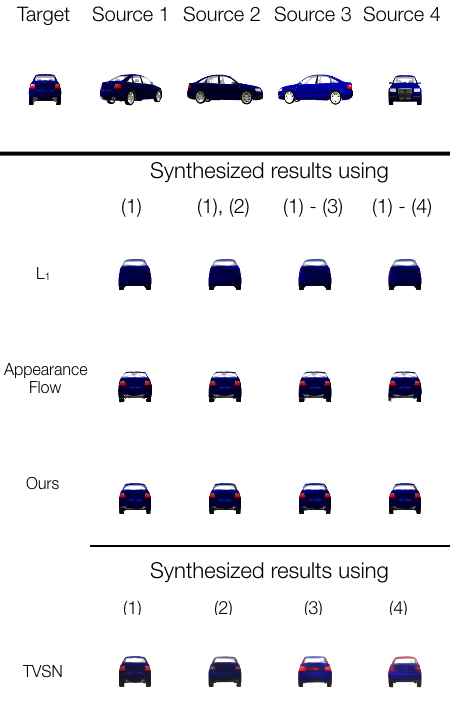 Target Source 1 Source 2 Source 3 Source 4
Synthesized results using
(1) (1), (2) (1) - (3) (1) - (4)
L₁
Appearance
Flow
Ours
Synthesized results using
(1) (2) (3) (4)
TVSN